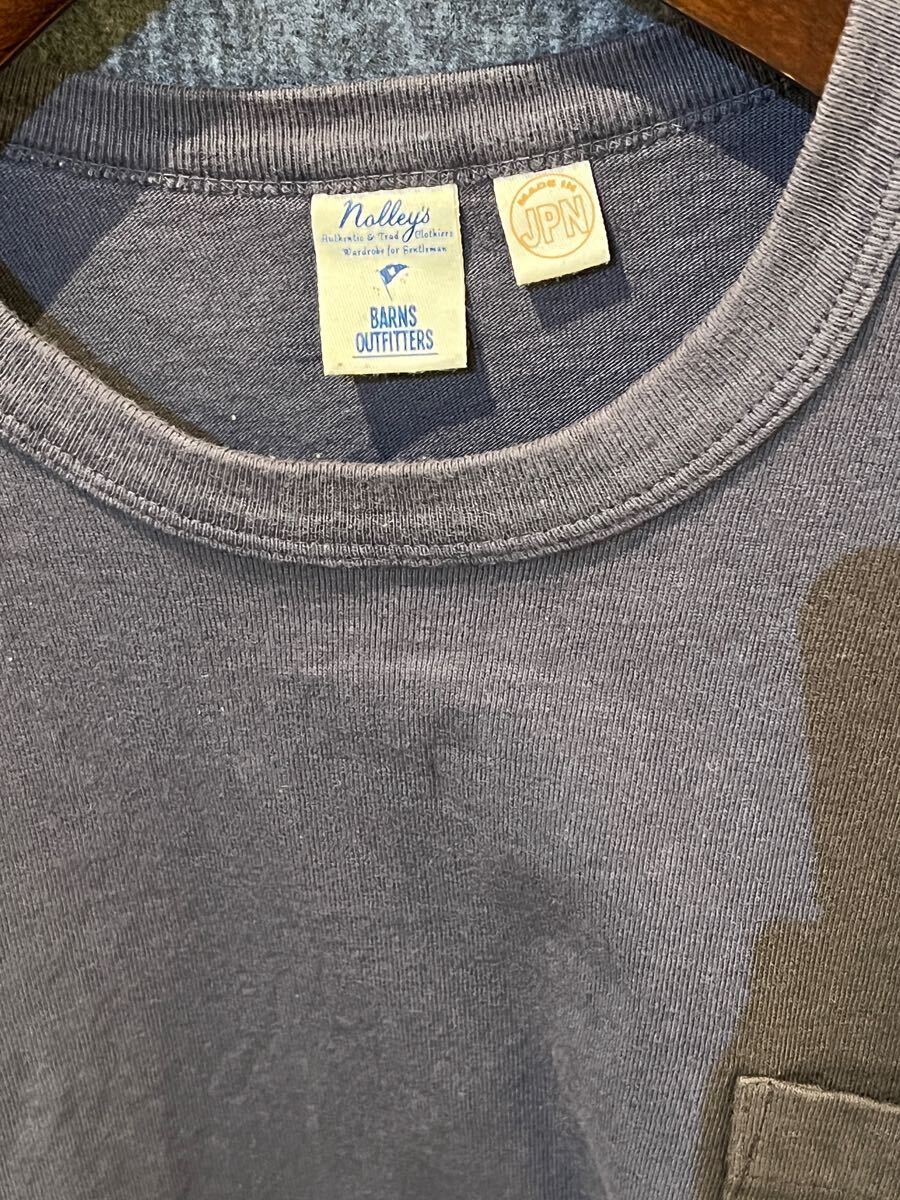 Nolley's
Authentic & Trad Clothiers
Wardrobe for Gentleman
BARNS
OUTFITTERS
MADE IN
JPN